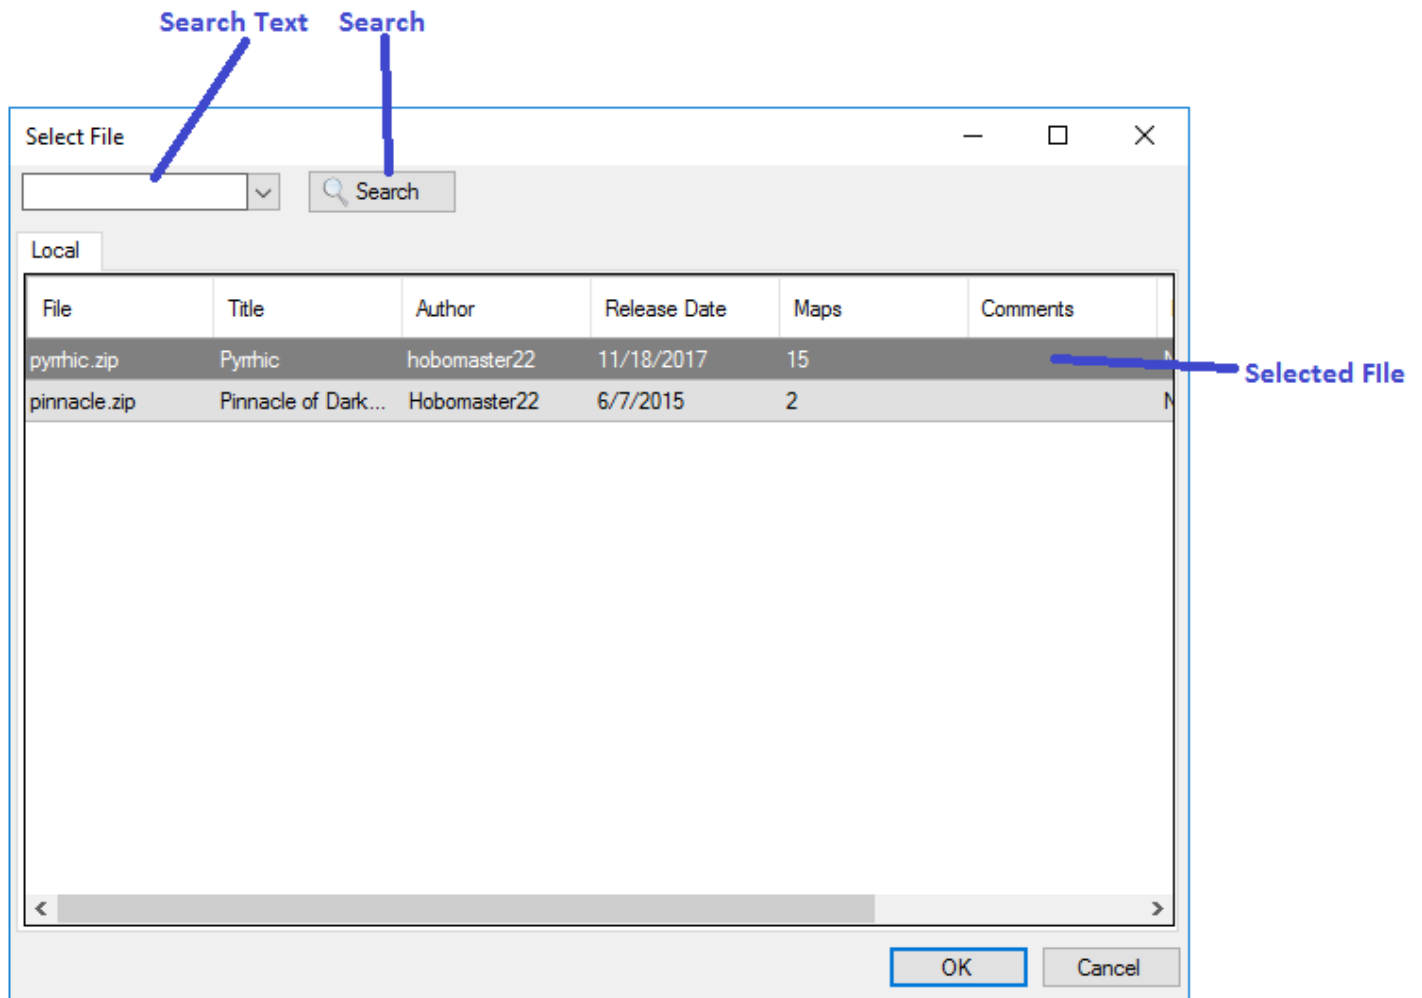 Search Text Search
Select File
Search
Local
File Title Author Release Date Maps Comments
pyrrhic.zip Pyrrhic hobomaster22 11/18/2017 15
Selected FIle
pinnacle.zip Pinnacle of Dark... Hobomaster22 6/7/2015 2
OK Cancel